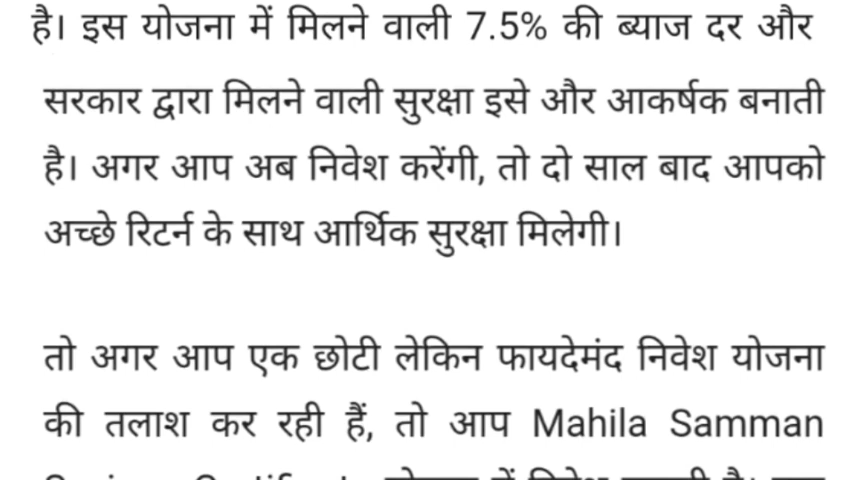 है। इस योजना में मिलने वाली 7.5% की ब्याज दर और
सरकार द्वारा मिलने वाली सुरक्षा इसे और आकर्षक बनाती
है। अगर आप अब निवेश करेंगी, तो दो साल बाद आपको
अच्छे रिटर्न के साथ आर्थिक सुरक्षा मिलेगी।
तो अगर आप एक छोटी लेकिन फायदेमंद निवेश योजना
की तलाश कर रही हैं, तो आप Mahila Samman